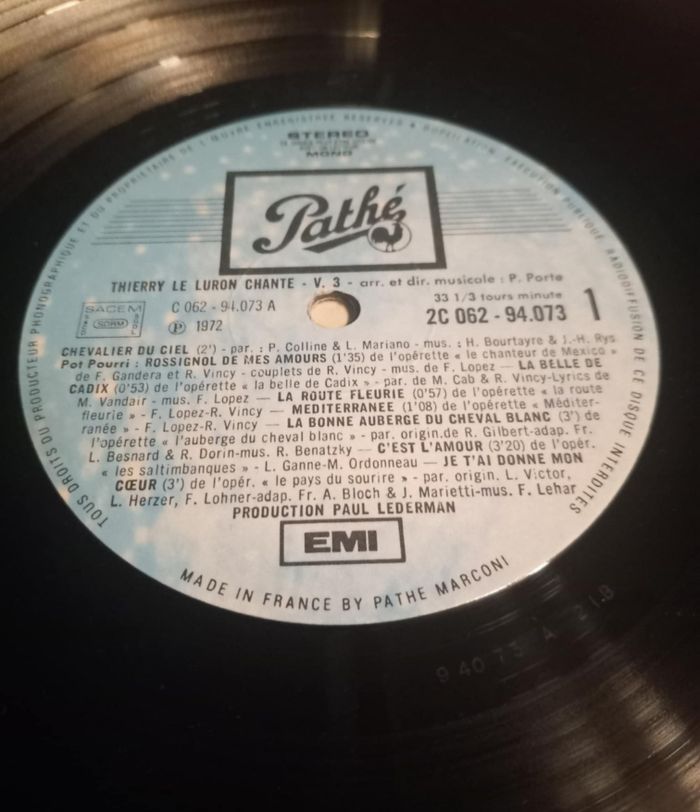 TOUS DROITS DU PRODUCTEUR PHONOGRAPHIQUE ET DU PROPRIETAIRE DE L'ŒUVRE ENREGISTREE RESERVES • DUPLICATION, EXECUTION PUBLIQUE, RADIODIFFUSION DE CE DISQUE INTERDITES
STEREO
MONO
Pathé
THIERRY LE LURON CHANTE - V. 3 - arr. et dir. musicale : P. Porte
SACEM
SDRM
C 062 - 94.073 A
℗ 1972
33 1/3 tours minute
2C 062 - 94.073
1
CHEVALIER DU CIEL (2') - par. : P. Colline & L. Mariano - mus. : H. Bourtayre & J.-H. Rys
Pot Pourri : ROSSIGNOL DE MES AMOURS (1'35) de l'opérette « le chanteur de Mexico »
de F. Gandera et R. Vincy - couplets de R. Vincy - mus. de F. Lopez — LA BELLE DE
CADIX (0'53) de l'opérette « la belle de Cadix » - par. de M. Cab & R. Vincy-Lyrics de
M. Vandair - mus. F. Lopez — LA ROUTE FLEURIE (0'57) de l'opérette « la route
fleurie » - F. Lopez-R. Vincy — MEDITERRANEE (1'08) de l'opérette « Méditer-
ranée » - F. Lopez-R. Vincy — LA BONNE AUBERGE DU CHEVAL BLANC (3') de
l'opérette « l'auberge du cheval blanc » - par. origin.de R. Gilbert-adap. Fr.
L. Besnard & R. Dorin-mus. R. Benatzky — C'EST L'AMOUR (3'20) de l'opér.
« les saltimbanques » - L. Ganne-M. Ordonneau — JE T'AI DONNE MON
CŒUR (3') de l'opér. « le pays du sourire » - par. origin. L. Victor,
L. Herzer, F. Lohner-adap. Fr. A. Bloch & J. Marietti-mus. F. Lehar
PRODUCTION PAUL LEDERMAN
EMI
MADE IN FRANCE BY PATHE MARCONI